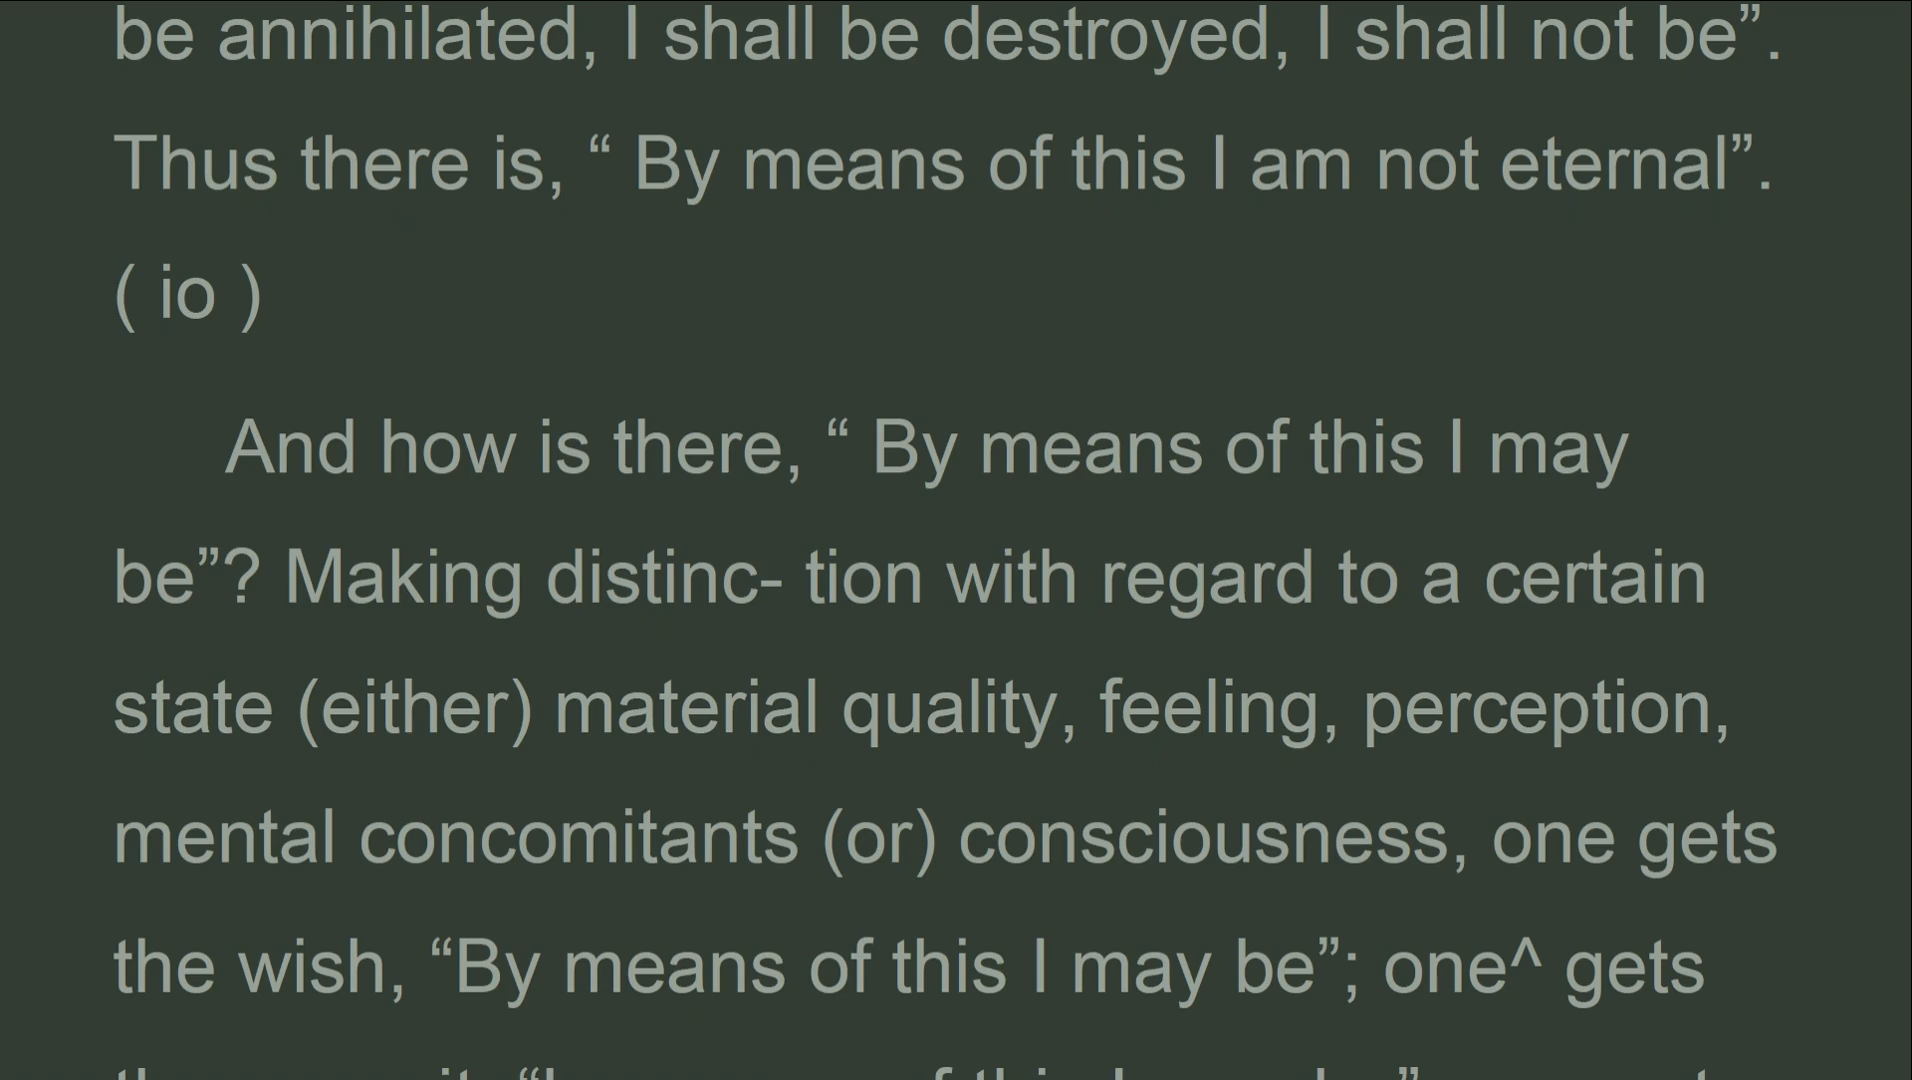 be annihilated, I shall be destroyed, I shall not be”.
Thus there is, “ By means of this I am not eternal”.
( io )
And how is there, “ By means of this I may
be”? Making distinc- tion with regard to a certain
state (either) material quality, feeling, perception,
mental concomitants (or) consciousness, one gets
the wish, “By means of this I may be”; one^ gets